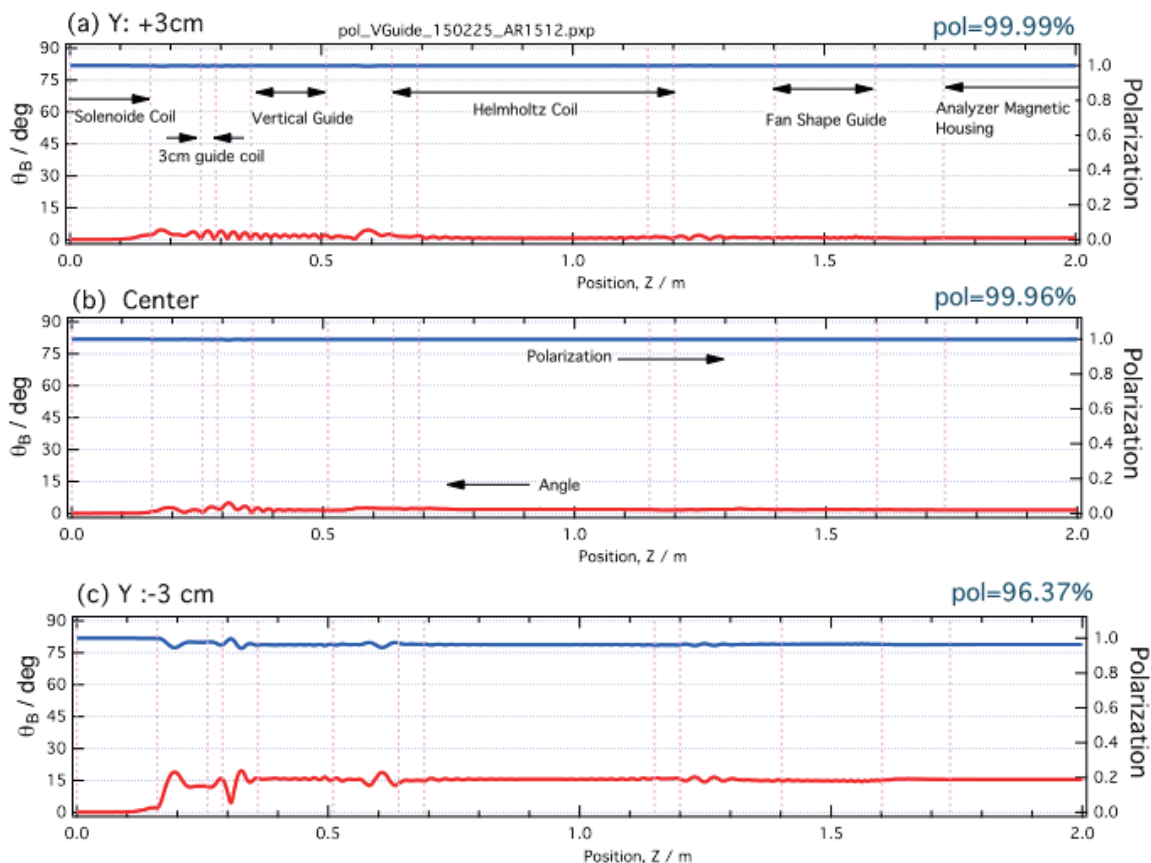 (a) Y: +3cm
pol_VGuide_150225_AR1512.pxp
pol=99.99%
90
75
60
45
30
15
0
θB / deg
Solenoide Coil
3cm guide coil
Vertical Guide
Helmholtz Coil
Fan Shape Guide
Analyzer Magnetic
Housing
1.0
0.8
0.6
0.4
0.2
0.0
Polarization
0.0 0.5 1.0 1.5 2.0
Position, Z / m
(b) Center
pol=99.96%
90
75
60
45
30
15
0
θB / deg
Polarization
Angle
1.0
0.8
0.6
0.4
0.2
0.0
Polarization
0.0 0.5 1.0 1.5 2.0
Position, Z / m
(c) Y :-3 cm
pol=96.37%
90
75
60
45
30
15
0
θB / deg
1.0
0.8
0.6
0.4
0.2
0.0
Polarization
0.0 0.5 1.0 1.5 2.0
Position, Z / m